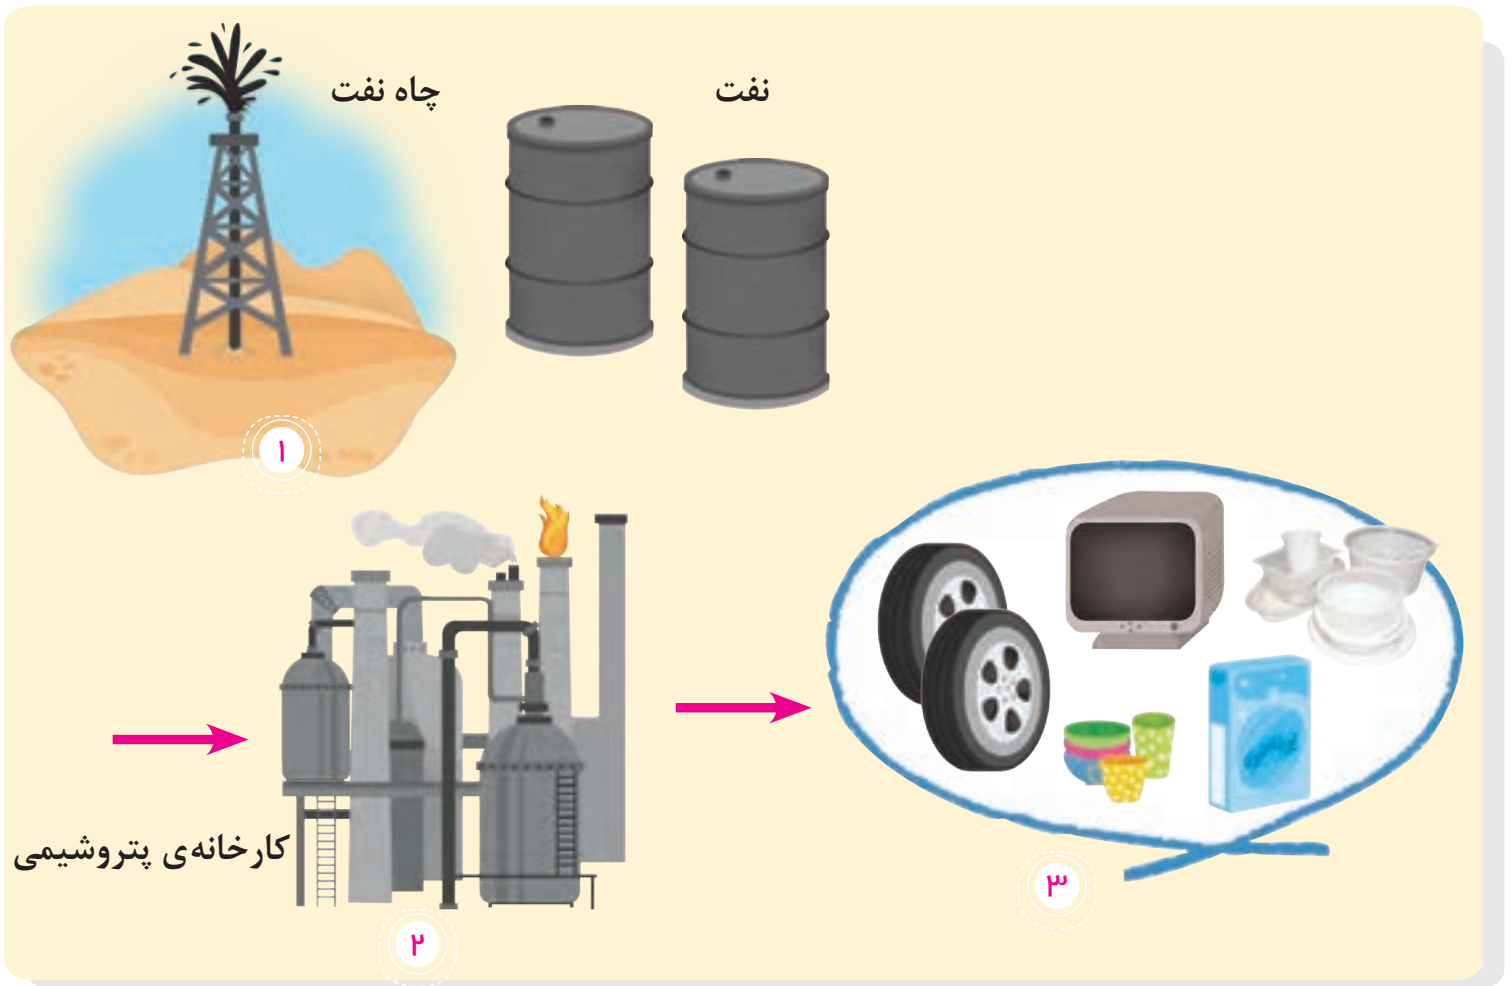 چاه نفت
نفت
۱
کارخانه‌ی پتروشیمی
۲
۳